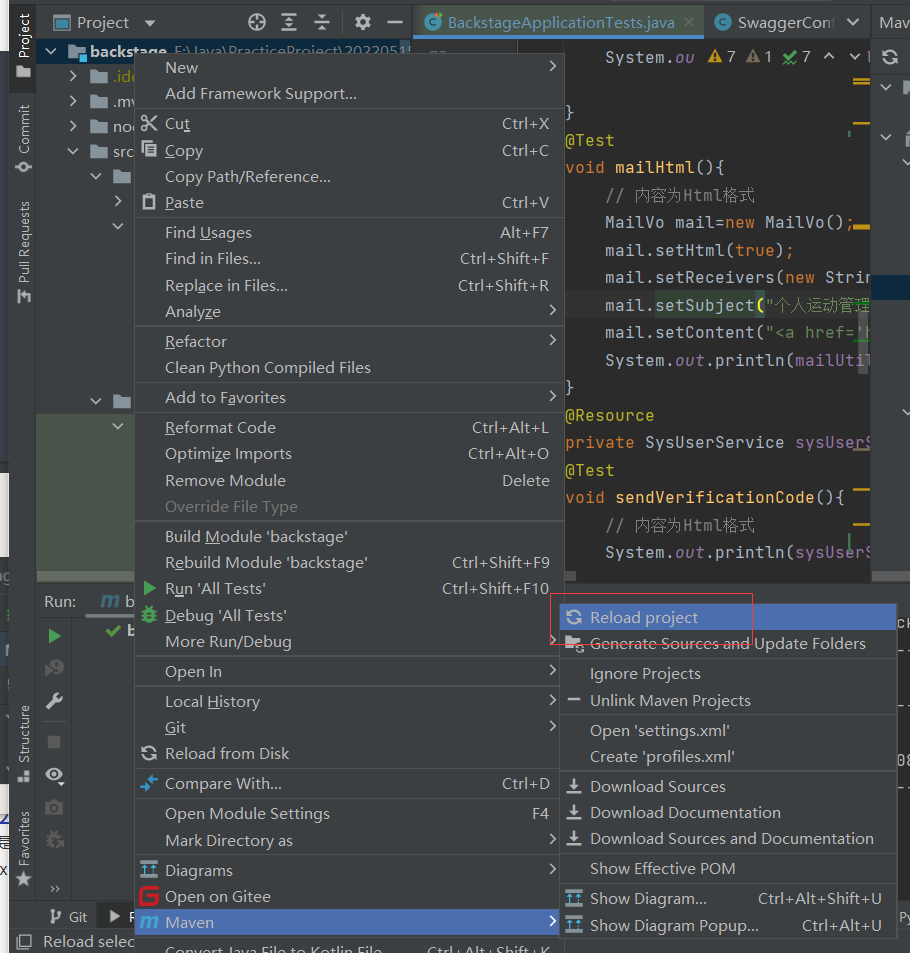 Project
BackstageApplicationTests.java
SwaggerConf
Mav
backstage E:\Java\PracticeProject\2022051
.ide
.mv
src
Project
Commit
Pull Requests
Structure
Favorites
New
Add Framework Support...
Cut Ctrl+X
Copy Ctrl+C
Copy Path/Reference...
Paste Ctrl+V
Find Usages Alt+F7
Find in Files... Ctrl+Shift+F
Replace in Files... Ctrl+Shift+R
Analyze
Refactor
Clean Python Compiled Files
Add to Favorites
Reformat Code Ctrl+Alt+L
Optimize Imports Ctrl+Alt+O
Remove Module Delete
Override File Type
Build Module 'backstage'
Rebuild Module 'backstage' Ctrl+Shift+F9
Run 'All Tests' Ctrl+Shift+F10
Debug 'All Tests'
More Run/Debug
Open In
Local History
Git
Reload from Disk
Compare With... Ctrl+D
Open Module Settings F4
Mark Directory as
Diagrams
Open on Gitee
Maven
Convert Java File to Kotlin File Ctrl+Alt+Shift+K
System.ou 7 1 7
}
@Test
void mailHtml(){
// 内容为Html格式
MailVo mail=new MailVo();
mail.setHtml(true);
mail.setReceivers(new Strin
mail.setSubject("个人运动管理
mail.setContent("<a href='h
System.out.println(mailUtil
}
@Resource
private SysUserService sysUserS
@Test
void sendVerificationCode(){
// 内容为Html格式
System.out.println(sysUserS
Run:
Reload project
Generate Sources and Update Folders
Ignore Projects
Unlink Maven Projects
Open 'settings.xml'
Create 'profiles.xml'
Download Sources
Download Documentation
Download Sources and Documentation
Show Effective POM
Show Diagram... Ctrl+Alt+Shift+U
Show Diagram Popup... Ctrl+Alt+U
Git
Reload selec